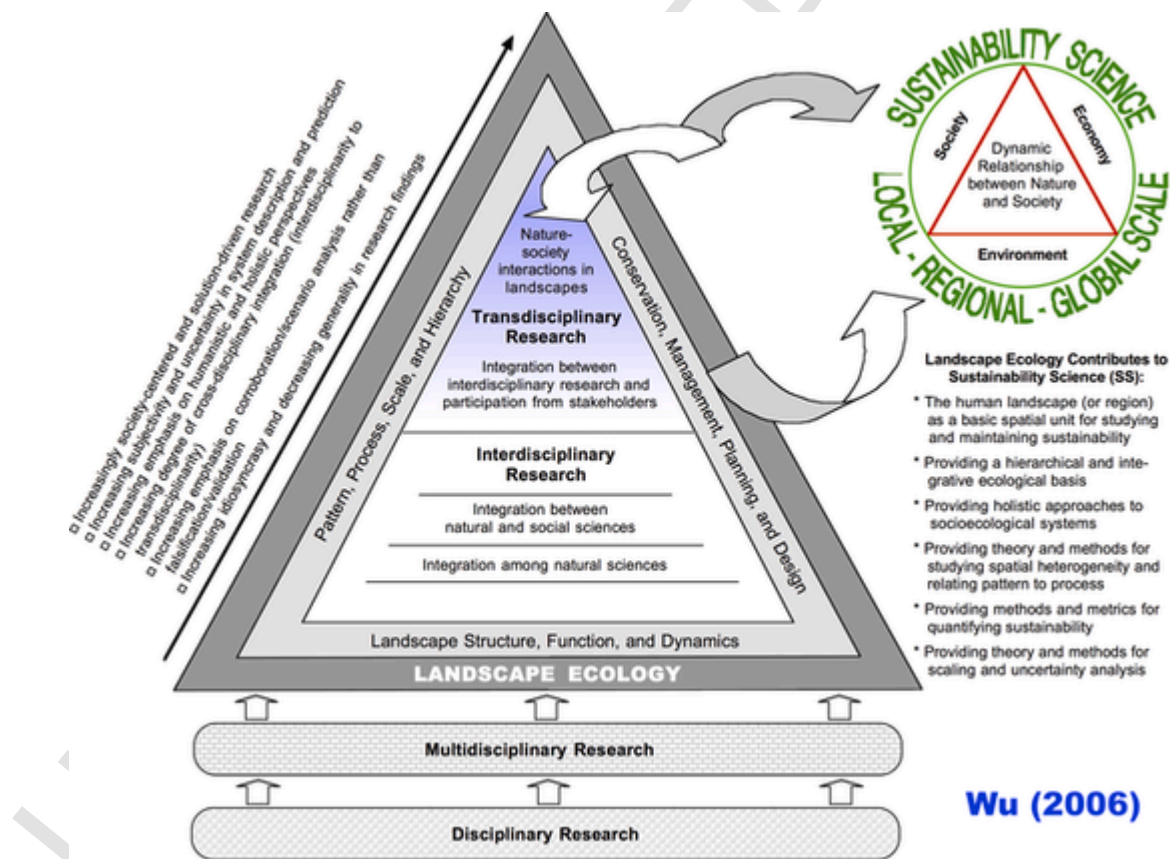 □ Increasingly society-centered and solution-driven research
□ Increasing subjectivity and uncertainty in system description and prediction
□ Increasing emphasis on humanistic and holistic perspectives
□ Increasing degree of cross-disciplinary integration (interdisciplinarity to
transdisciplinarity)
□ Increasing emphasis on corroboration/scenario analysis rather than
falsification/validation
□ Increasing idiosyncrasy and decreasing generality in research findings
Pattern, Process, Scale, and Hierarchy
Conservation, Management, Planning, and Design
Nature-
society
interactions in
landscapes
Transdisciplinary
Research
Integration between
interdisciplinary research and
participation from stakeholders
Interdisciplinary
Research
Integration between
natural and social sciences
Integration among natural sciences
Landscape Structure, Function, and Dynamics
LANDSCAPE ECOLOGY
Multidisciplinary Research
Disciplinary Research
SUSTAINABILITY SCIENCE
LOCAL - REGIONAL - GLOBAL SCALE
Society
Economy
Dynamic
Relationship
between Nature
and Society
Environment
Landscape Ecology Contributes to
Sustainability Science (SS):
* The human landscape (or region)
as a basic spatial unit for studying
and maintaining sustainability
* Providing a hierarchical and inte-
grative ecological basis
* Providing holistic approaches to
socioecological systems
* Providing theory and methods for
studying spatial heterogeneity and
relating pattern to process
* Providing methods and metrics for
quantifying sustainability
* Providing theory and methods for
scaling and uncertainty analysis
Wu (2006)